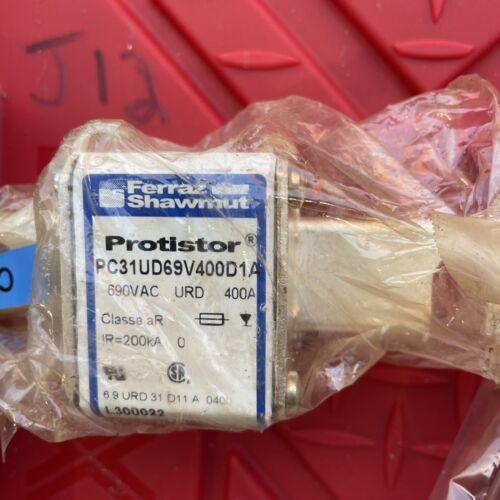 J12
Ferraz
Shawmut
Protistor®
PC31UD69V400D1A
690VAC URD 400A
Classe aR
IR=200kA 0
6.9 URD 31 D11 A 0400
L300022
0